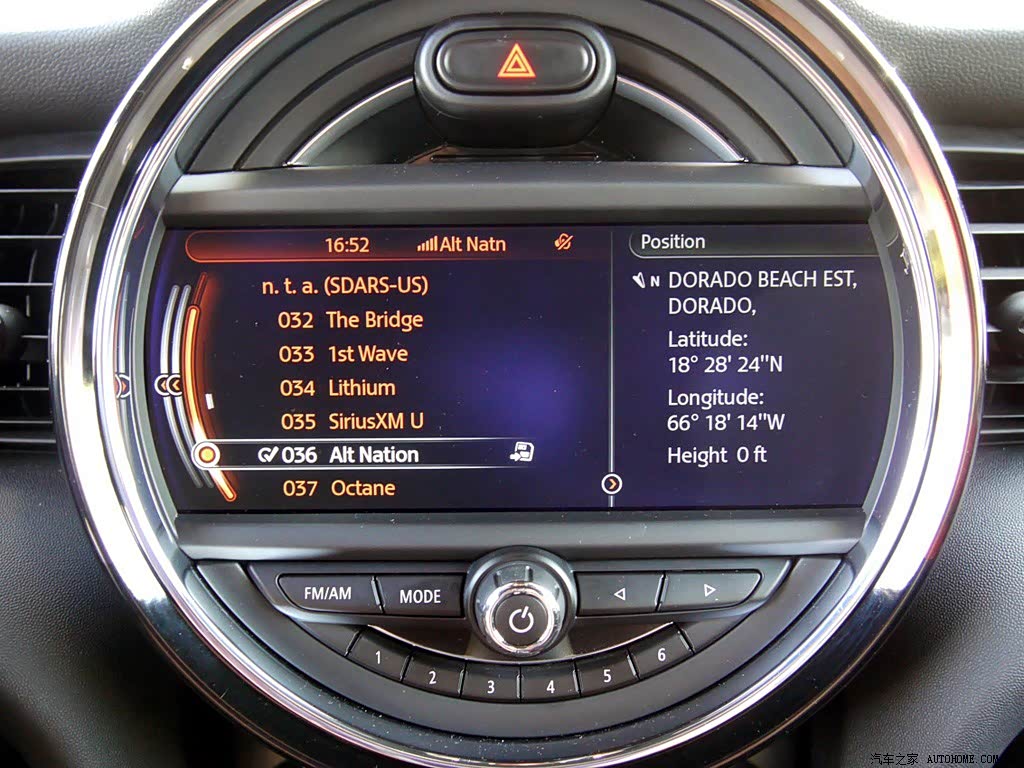 16:52 Alt Natn
n. t. a. (SDARS-US)
032 The Bridge
033 1st Wave
034 Lithium
035 SiriusXM U
036 Alt Nation
037 Octane
Position
N DORADO BEACH EST,
DORADO,
Latitude:
18° 28' 24"N
Longitude:
66° 18' 14"W
Height 0 ft
FM/AM MODE
1 2 3 4 5 6
汽车之家 AUTOHOME.COM